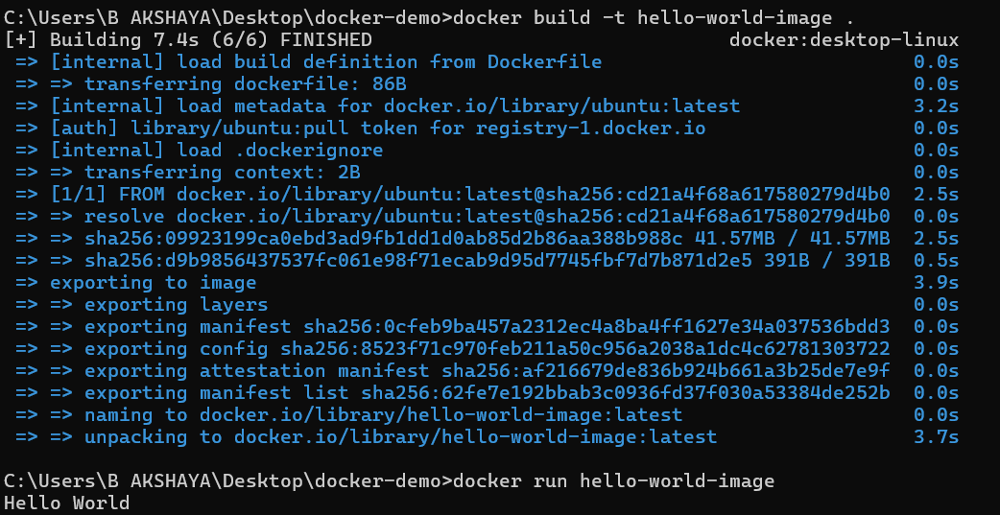 C:\Users\B AKSHAYA\Desktop\docker-demo>docker build -t hello-world-image .
[+] Building 7.4s (6/6) FINISHED docker:desktop-linux
=> [internal] load build definition from Dockerfile 0.0s
=> => transferring dockerfile: 86B 0.0s
=> [internal] load metadata for docker.io/library/ubuntu:latest 3.2s
=> [auth] library/ubuntu:pull token for registry-1.docker.io 0.0s
=> [internal] load .dockerignore 0.0s
=> => transferring context: 2B 0.0s
=> [1/1] FROM docker.io/library/ubuntu:latest@sha256:cd21a4f68a617580279d4b0 2.5s
=> => resolve docker.io/library/ubuntu:latest@sha256:cd21a4f68a617580279d4b0 0.0s
=> => sha256:09923199ca0ebd3ad9fb1dd1d0ab85d2b86aa388b988c 41.57MB / 41.57MB 2.5s
=> => sha256:d9b9856437537fc061e98f71ecab9d95d7745fbf7d7b871d2e5 391B / 391B 0.5s
=> exporting to image 3.9s
=> => exporting layers 0.0s
=> => exporting manifest sha256:0cfeb9ba457a2312ec4a8ba4ff1627e34a037536bdd3 0.0s
=> => exporting config sha256:8523f71c970feb211a50c956a2038a1dc4c62781303722 0.0s
=> => exporting attestation manifest sha256:af216679de836b924b661a3b25de7e9f 0.0s
=> => exporting manifest list sha256:62fe7e192bbab3c0936fd37f030a53384de252b 0.0s
=> => naming to docker.io/library/hello-world-image:latest 0.0s
=> => unpacking to docker.io/library/hello-world-image:latest 3.7s
C:\Users\B AKSHAYA\Desktop\docker-demo>docker run hello-world-image
Hello World